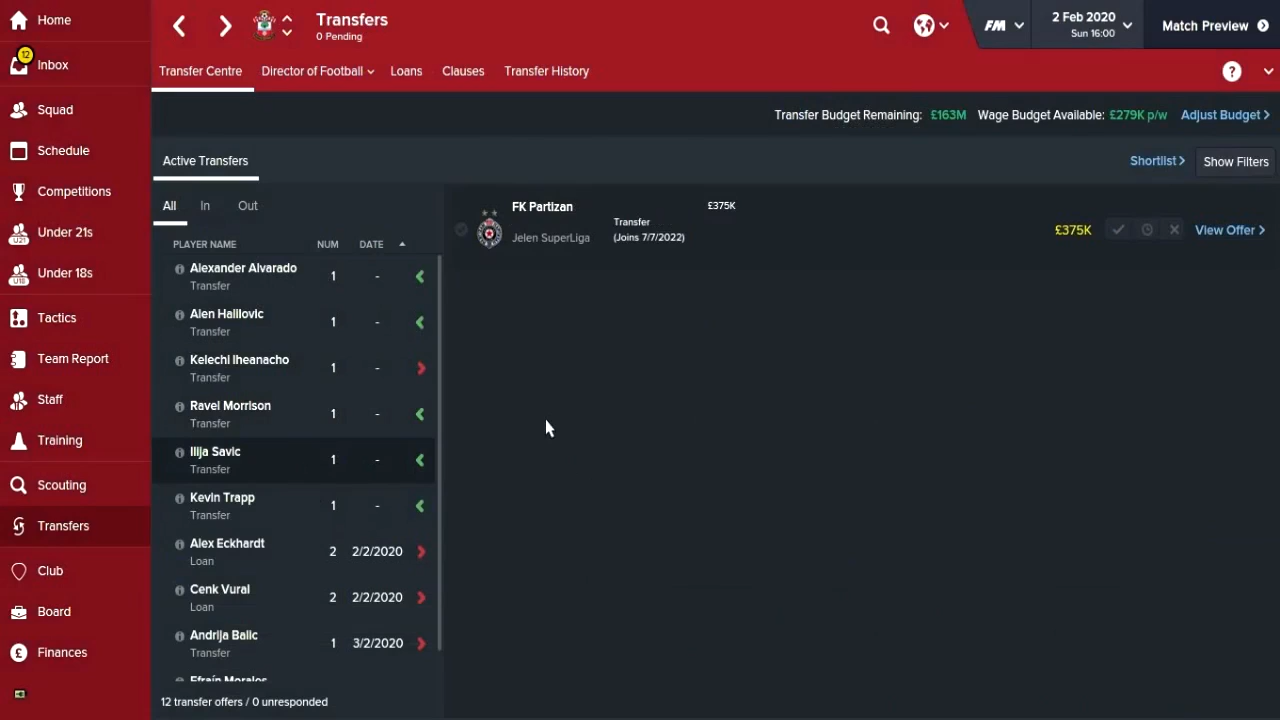 Home
12
Inbox
Squad
Schedule
Competitions
Under 21s
U21
Under 18s
U18
Tactics
Team Report
Staff
Training
Scouting
Transfers
Club
Board
£
Finances
Transfers
0 Pending
FM
2 Feb 2020
Sun 16:00
Match Preview
Transfer Centre
Director of Football
Loans
Clauses
Transfer History
?
Transfer Budget Remaining: £163M Wage Budget Available: £279K p/w Adjust Budget >
Active Transfers
Shortlist >
Show Filters
All In Out
PLAYER NAME NUM DATE
Alexander Alvarado 1 -
Transfer
Alen Halilovic 1 -
Transfer
Kelechi Iheanacho 1 -
Transfer
Ravel Morrison 1 -
Transfer
Ilija Savic 1 -
Transfer
Kevin Trapp 1 -
Transfer
Alex Eckhardt 2 2/2/2020
Loan
Cenk Vural 2 2/2/2020
Loan
Andrija Balic 1 3/2/2020
Transfer
Efraín Morales
12 transfer offers / 0 unresponded
FK Partizan
Jelen SuperLiga
Transfer
(Joins 7/7/2022)
£375K
£375K
View Offer >